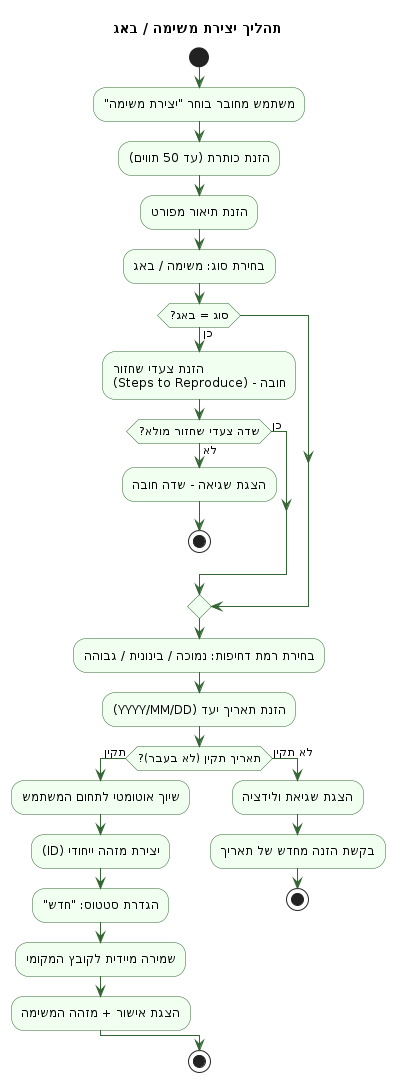 תהליך יצירת משימה / באג
משתמש מחובר בוחר "יצירת משימה"
הזנת כותרת (עד 50 תווים)
הזנת תיאור מפורט
בחירת סוג: משימה / באג
סוג = באג?
כן
הזנת צעדי שחזור
(Steps to Reproduce) - חובה
שדה צעדי שחזור מולא?
כן
לא
הצגת שגיאה - שדה חובה
בחירת רמת דחיפות: נמוכה / בינונית / גבוהה
הזנת תאריך יעד (YYYY/MM/DD)
תאריך תקין (לא בעבר)?
תקין
לא תקין
שיוך אוטומטי לתחום המשתמש
יצירת מזהה ייחודי (ID)
הגדרת סטטוס: "חדש"
שמירה מיידית לקובץ המקומי
הצגת אישור + מזהה המשימה
הצגת שגיאת ולידציה
בקשת הזנה מחדש של תאריך